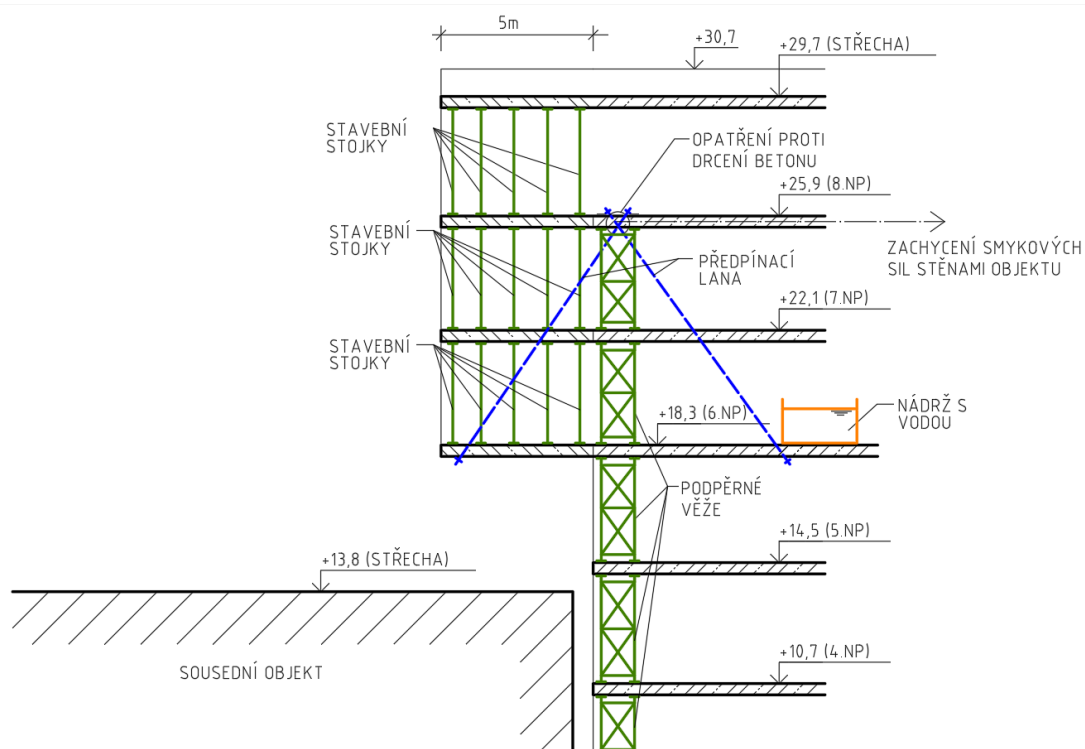 5m
+30,7
+29,7 (STŘECHA)
STAVEBNÍ
STOJKY
OPATŘENÍ PROTI
DRCENÍ BETONU
+25,9 (8.NP)
STAVEBNÍ
STOJKY
PŘEDPÍNACÍ
LANA
ZACHYCENÍ SMYKOVÝCH
SIL STĚNAMI OBJEKTU
+22,1 (7.NP)
STAVEBNÍ
STOJKY
+18,3 (6.NP)
NÁDRŽ S
VODOU
PODPĚRNÉ
VĚŽE
+14,5 (5.NP)
+13,8 (STŘECHA)
SOUSEDNÍ OBJEKT
+10,7 (4.NP)